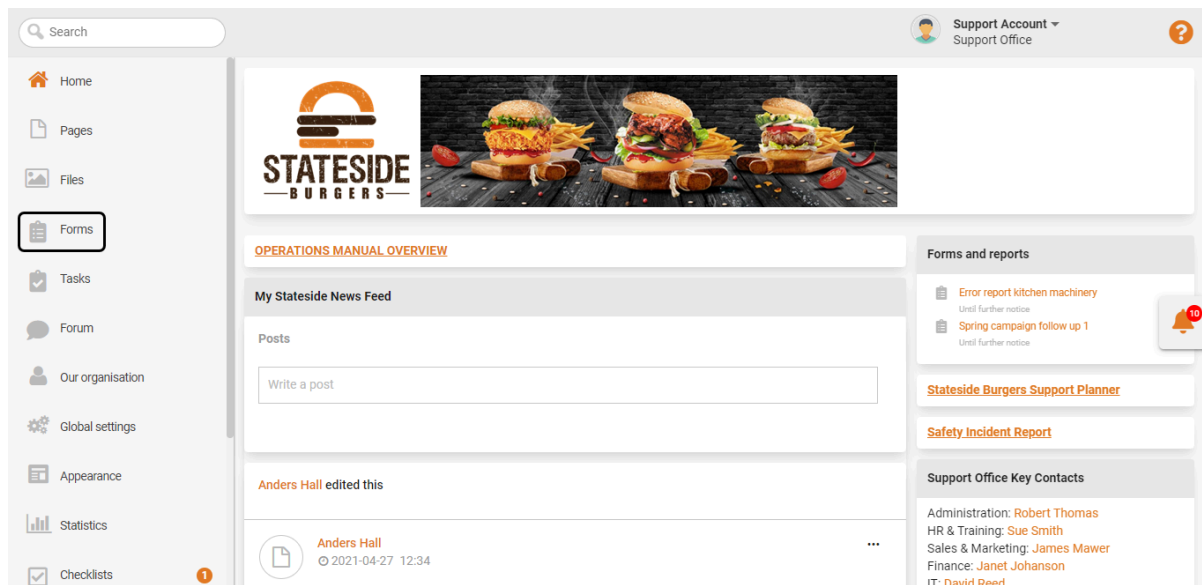 Search
Support Account
Support Office
?
Home
Pages
Files
Forms
Tasks
Forum
Our organisation
Global settings
Appearance
Statistics
Checklists
1
STATESIDE
BURGERS
OPERATIONS MANUAL OVERVIEW
My Stateside News Feed
Posts
Write a post
Anders Hall edited this
Anders Hall
2021-04-27 12:34
Forms and reports
Error report kitchen machinery
Until further notice
Spring campaign follow up 1
Until further notice
10
Stateside Burgers Support Planner
Safety Incident Report
Support Office Key Contacts
Administration: Robert Thomas
HR & Training: Sue Smith
Sales & Marketing: James Mawer
Finance: Janet Johanson
IT: David Reed